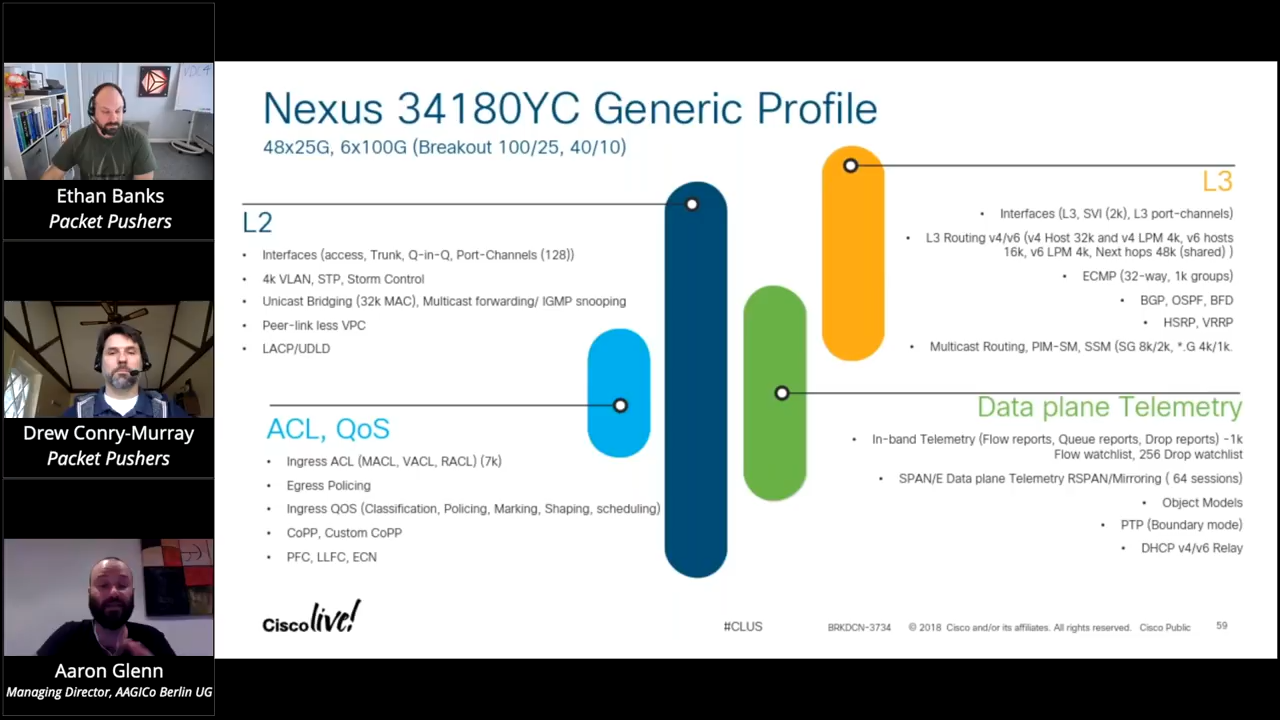 Ethan Banks
Packet Pushers
Drew Conry-Murray
Packet Pushers
Aaron Glenn
Managing Director, AAGICo Berlin UG
Nexus 34180YC Generic Profile
48x25G, 6x100G (Breakout 100/25, 40/10)
L2
• Interfaces (access, Trunk, Q-in-Q, Port-Channels (128))
• 4k VLAN, STP, Storm Control
• Unicast Bridging (32k MAC), Multicast forwarding/ IGMP snooping
• Peer-link less VPC
• LACP/UDLD
ACL, QoS
• Ingress ACL (MACL, VACL, RACL) (7k)
• Egress Policing
• Ingress QOS (Classification, Policing, Marking, Shaping, scheduling)
• CoPP, Custom CoPP
• PFC, LLFC, ECN
L3
• Interfaces (L3, SVI (2k), L3 port-channels)
• L3 Routing v4/v6 (v4 Host 32k and v4 LPM 4k, v6 hosts
16k, v6 LPM 4k, Next hops 48k (shared) )
• ECMP (32-way, 1k groups)
• BGP, OSPF, BFD
• HSRP, VRRP
• Multicast Routing, PIM-SM, SSM (SG 8k/2k, *.G 4k/1k.
Data plane Telemetry
• In-band Telemetry (Flow reports, Queue reports, Drop reports) -1k
Flow watchlist, 256 Drop watchlist
• SPAN/E Data plane Telemetry RSPAN/Mirroring ( 64 sessions)
• Object Models
• PTP (Boundary mode)
• DHCP v4/v6 Relay
Cisco live!
#CLUS
BRKDCN-3734
© 2018 Cisco and/or its affiliates. All rights reserved. Cisco Public
59